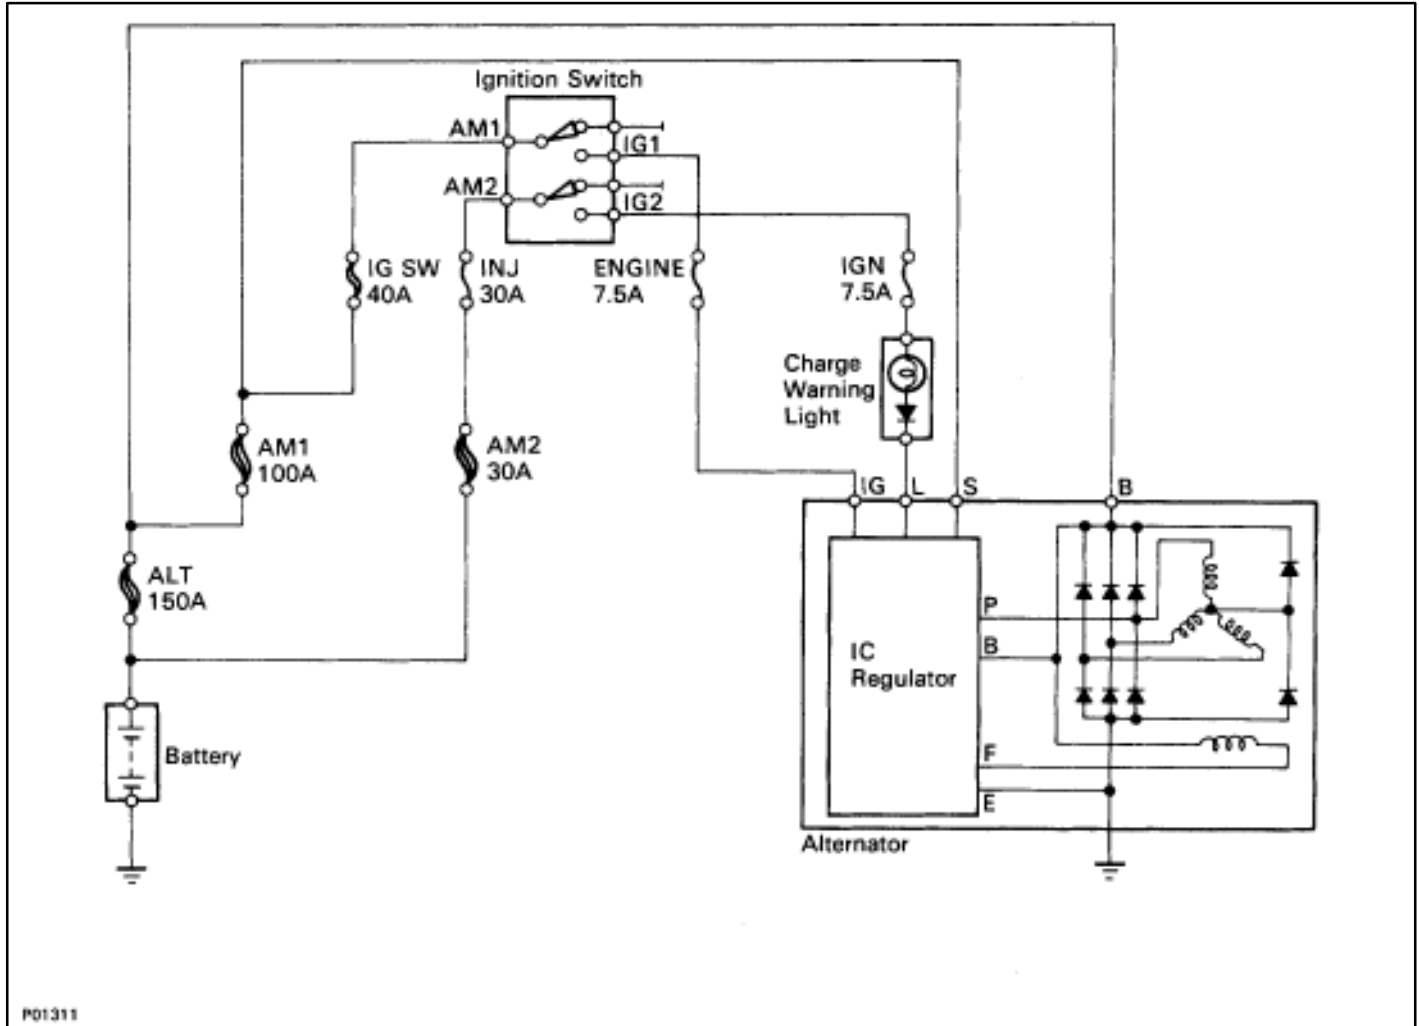 Ignition Switch
AM1
IG1
AM2
IG2
IG SW
40A
INJ
30A
ENGINE
7.5A
IGN
7.5A
Charge
Warning
Light
AM1
100A
AM2
30A
IG
L
S
B
ALT
150A
P
B
IC
Regulator
F
E
Battery
Alternator
P01311